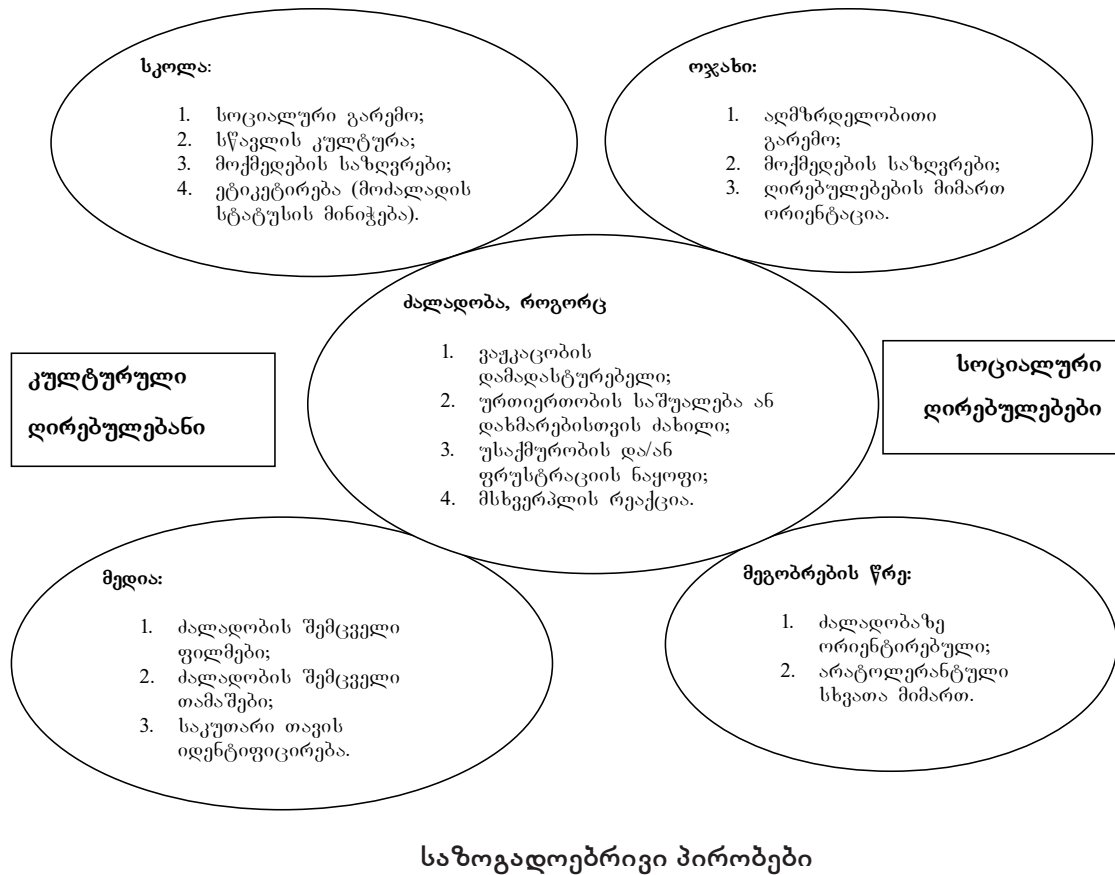 სკოლა:
1. სოციალური გარემო;
2. სწავლის კულტურა;
3. მოქმედების საზღვრები;
4. ეტიკეტირება (მოძალადის
სტატუსის მინიჭება).
ოჯახი:
1. აღმზრდელობითი
გარემო;
2. მოქმედების საზღვრები;
3. ღირებულებების მიმართ
ორიენტაცია.
ძალადობა, როგორც
1. ვაჟკაცობის
დამადასტურებელი;
2. ურთიერთობის საშუალება ან
დახმარებისთვის ძახილი;
3. უსაქმურობის და/ან
ფრუსტრაციის ნაყოფი;
4. მსხვერპლის რეაქცია.
კულტურული
ღირებულებანი
სოციალური
ღირებულებები
მედია:
1. ძალადობის შემცველი
ფილმები;
2. ძალადობის შემცველი
თამაშები;
3. საკუთარი თავის
იდენტიფიცირება.
მეგობრების წრე:
1. ძალადობაზე
ორიენტირებული;
2. არატოლერანტული
სხვათა მიმართ.
საზოგადოებრივი პირობები